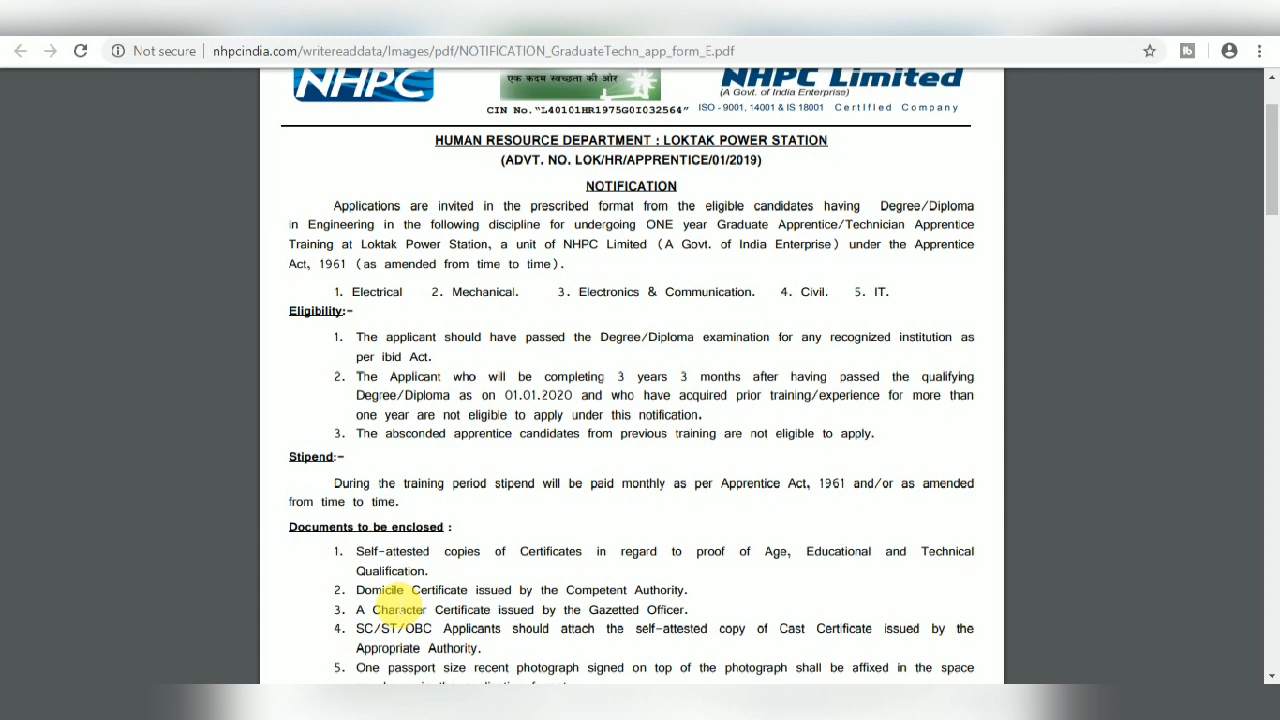 Not secure nhpcindia.com/writereaddata/Images/pdf/NOTIFICATION_GraduateTechn_app_form_E.pdf
NHPC एक कदम स्वच्छता की ओर NHPC Limited
(A Govt. of India Enterprise)
CIN No."L40101HR1975GOI032564" ISO - 9001, 14001 & IS 18001 Certified Company
HUMAN RESOURCE DEPARTMENT : LOKTAK POWER STATION
(ADVT. NO. LOK/HR/APPRENTICE/01/2019)
NOTIFICATION
Applications are invited in the prescribed format from the eligible candidates having Degree/Diploma
in Engineering in the following discipline for undergoing ONE year Graduate Apprentice/Technician Apprentice
Training at Loktak Power Station, a unit of NHPC Limited (A Govt. of India Enterprise) under the Apprentice
Act, 1961 (as amended from time to time).
1. Electrical 2. Mechanical. 3. Electronics & Communication. 4. Civil. 5. IT.
Eligibility:-
1. The applicant should have passed the Degree/Diploma examination for any recognized institution as
per ibid Act.
2. The Applicant who will be completing 3 years 3 months after having passed the qualifying
Degree/Diploma as on 01.01.2020 and who have acquired prior training/experience for more than
one year are not eligible to apply under this notification.
3. The absconded apprentice candidates from previous training are not eligible to apply.
Stipend:-
During the training period stipend will be paid monthly as per Apprentice Act, 1961 and/or as amended
from time to time.
Documents to be enclosed :
1. Self-attested copies of Certificates in regard to proof of Age, Educational and Technical
Qualification.
2. Domicile Certificate issued by the Competent Authority.
3. A Character Certificate issued by the Gazetted Officer.
4. SC/ST/OBC Applicants should attach the self-attested copy of Cast Certificate issued by the
Appropriate Authority.
5. One passport size recent photograph signed on top of the photograph shall be affixed in the space